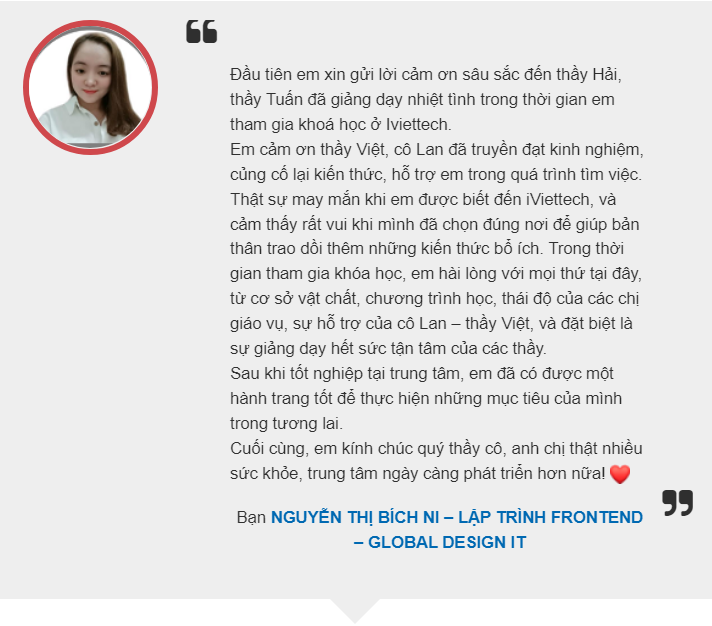 Đầu tiên em xin gửi lời cảm ơn sâu sắc đến thầy Hải,
thầy Tuấn đã giảng dạy nhiệt tình trong thời gian em
tham gia khoá học ở Iviettech.
Em cảm ơn thầy Việt, cô Lan đã truyền đạt kinh nghiệm,
củng cố lại kiến thức, hỗ trợ em trong quá trình tìm việc.
Thật sự may mắn khi em được biết đến iViettech, và
cảm thấy rất vui khi mình đã chọn đúng nơi để giúp bản
thân trao dồi thêm những kiến thức bổ ích. Trong thời
gian tham gia khóa học, em hài lòng với mọi thứ tại đây,
từ cơ sở vật chất, chương trình học, thái độ của các chị
giáo vụ, sự hỗ trợ của cô Lan – thầy Việt, và đặt biệt là
sự giảng dạy hết sức tận tâm của các thầy.
Sau khi tốt nghiệp tại trung tâm, em đã có được một
hành trang tốt để thực hiện những mục tiêu của mình
trong tương lai.
Cuối cùng, em kính chúc quý thầy cô, anh chị thật nhiều
sức khỏe, trung tâm ngày càng phát triển hơn nữa! ❤️
Bạn NGUYỄN THỊ BÍCH NI – LẬP TRÌNH FRONTEND
– GLOBAL DESIGN IT